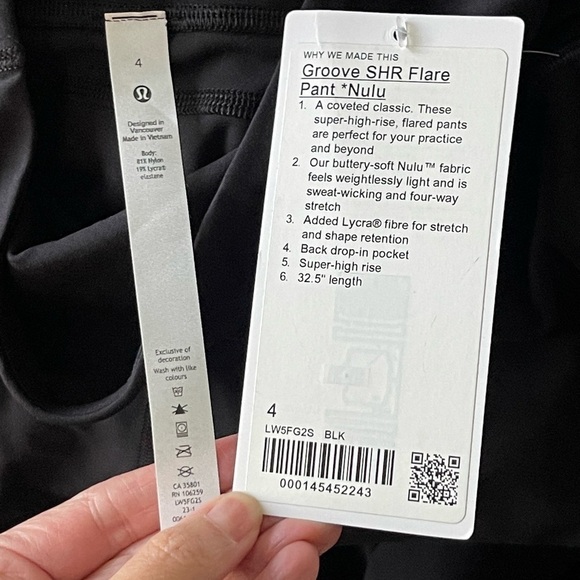 4
Designed in
Vancouver
Made in Vietnam
Body:
81% Nylon
19% Lycra®
elastane
Exclusive of
decoration
Wash with like
colours
CA 35801
RN 106259
LW5FG2S
23-1
WHY WE MADE THIS
Groove SHR Flare
Pant *Nulu
1. A coveted classic. These
super-high-rise, flared pants
are perfect for your practice
and beyond
2. Our buttery-soft Nulu™ fabric
feels weightlessly light and is
sweat-wicking and four-way
stretch
3. Added Lycra® fibre for stretch
and shape retention
4. Back drop-in pocket
5. Super-high rise
6. 32.5" length
4
LW5FG2S BLK
000145452243